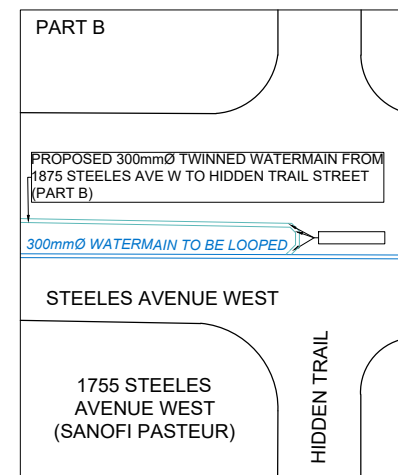 PART B
PROPOSED 300mmØ TWINNED WATERMAIN FROM
1875 STEELES AVE W TO HIDDEN TRAIL STREET
(PART B)
300mmØ WATERMAIN TO BE LOOPED
STEELES AVENUE WEST
1755 STEELES
AVENUE WEST
(SANOFI PASTEUR)
HIDDEN TRAIL